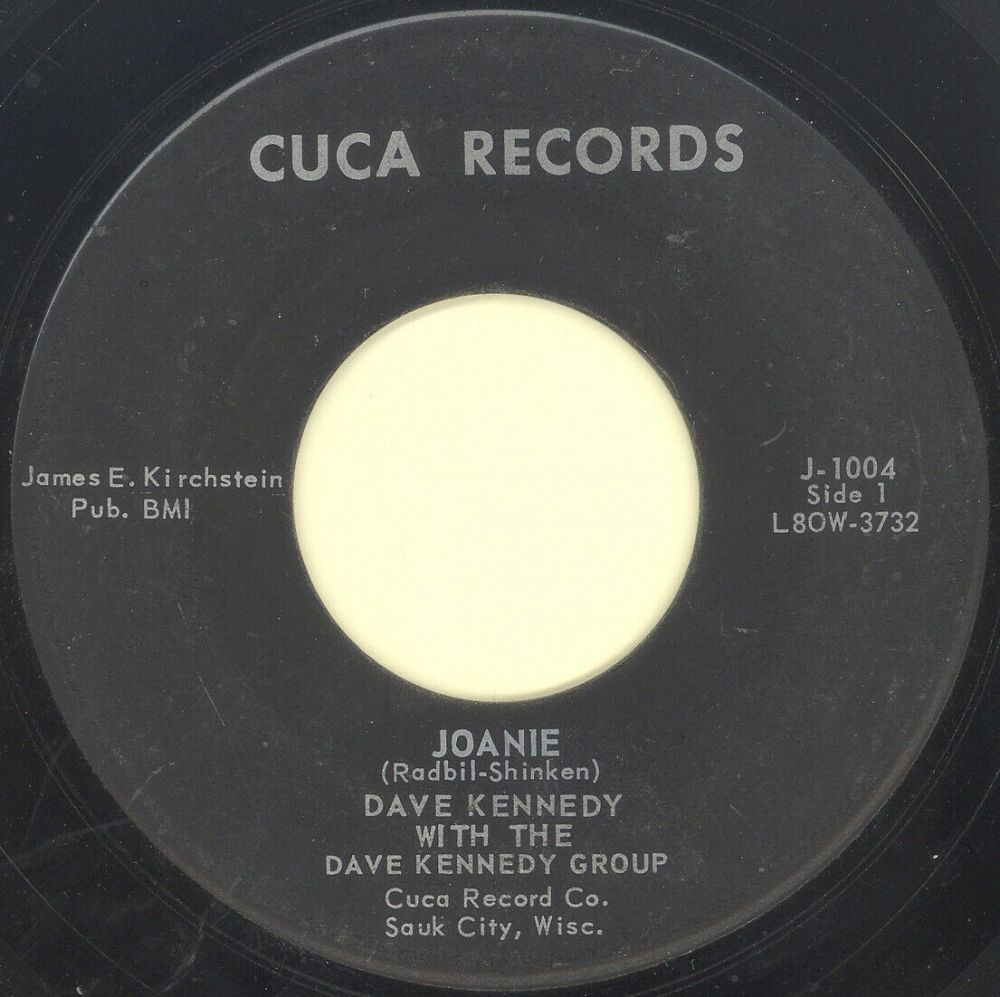 CUCA RECORDS
James E. Kirchstein
Pub. BMI
J-1004
Side 1
L8OW-3732
JOANIE
(Radbil-Shinken)
DAVE KENNEDY
WITH THE
DAVE KENNEDY GROUP
Cuca Record Co.
Sauk City, Wisc.